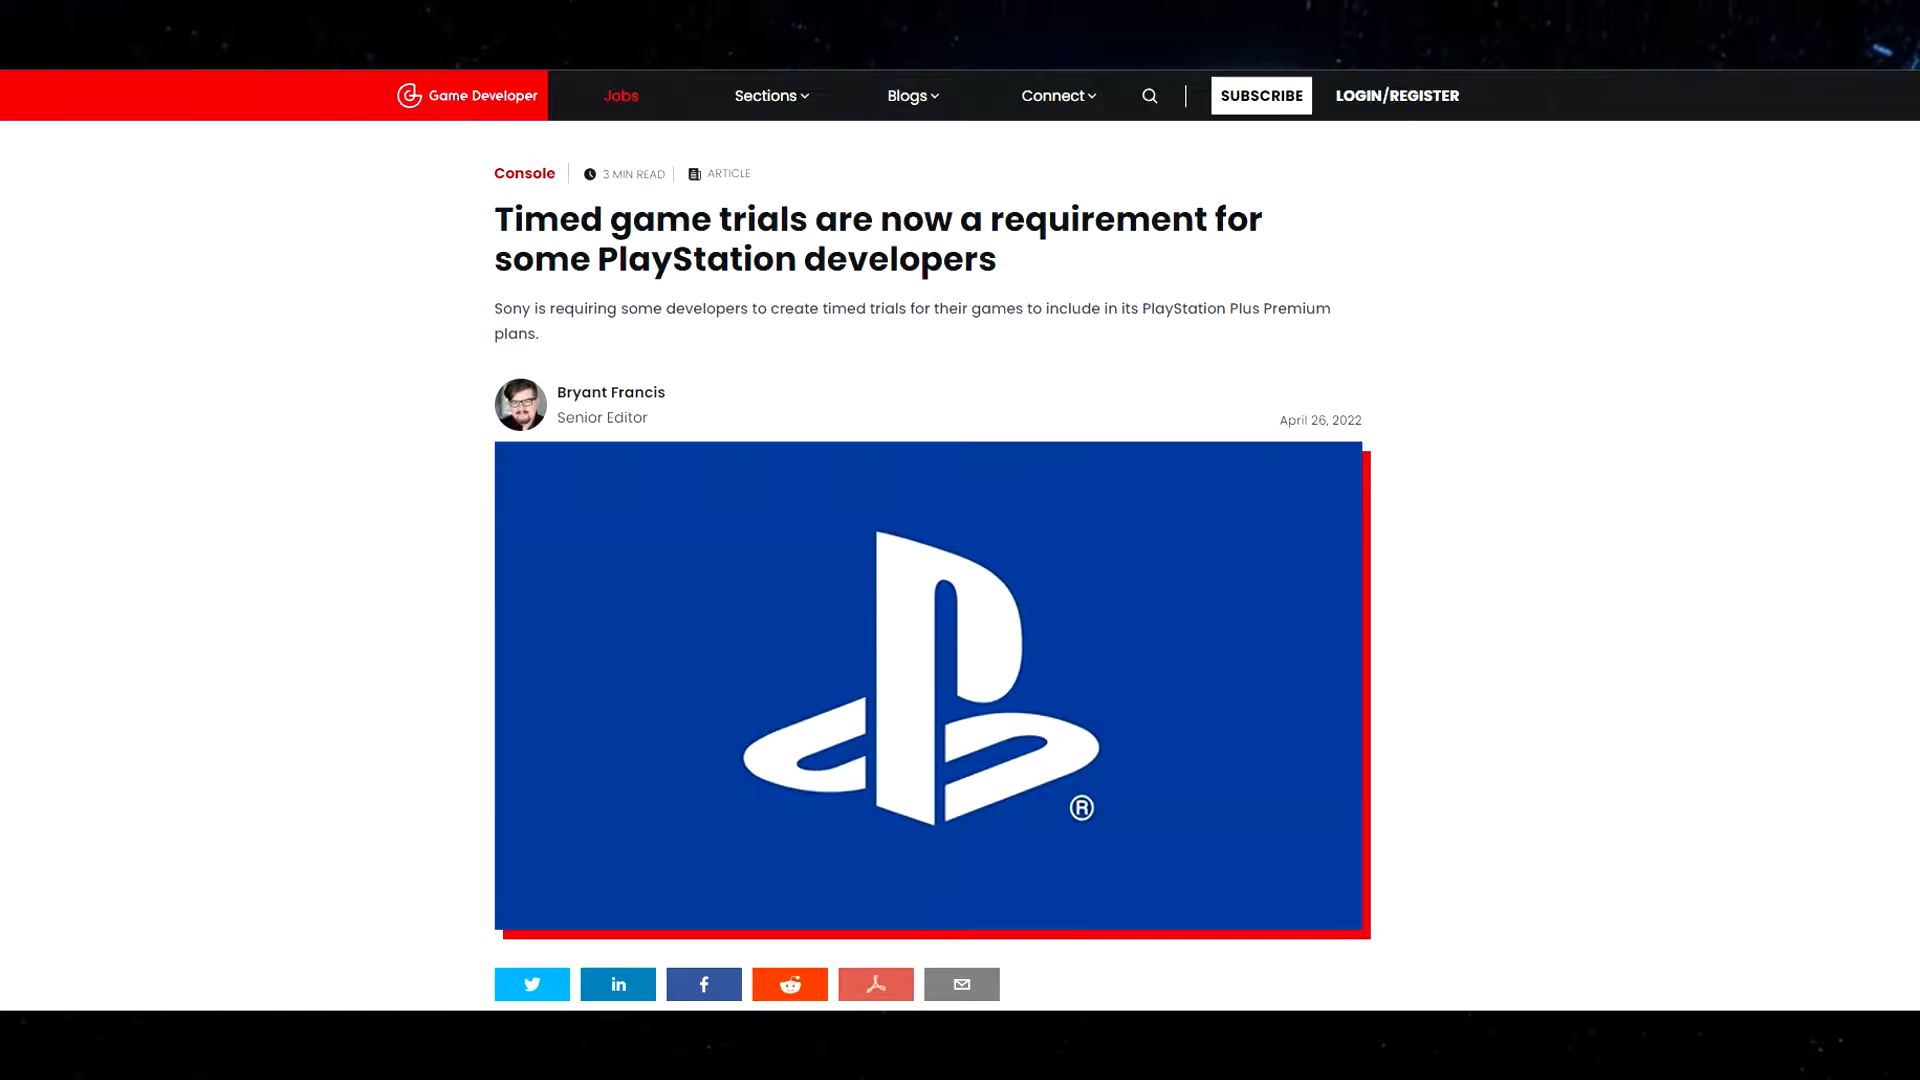 Game Developer
Jobs
Sections
Blogs
Connect
SUBSCRIBE
LOGIN/REGISTER
Console
3 MIN READ
ARTICLE
Timed game trials are now a requirement for
some PlayStation developers
Sony is requiring some developers to create timed trials for their games to include in its PlayStation Plus Premium
plans.
Bryant Francis
Senior Editor
April 26, 2022
®
in
f